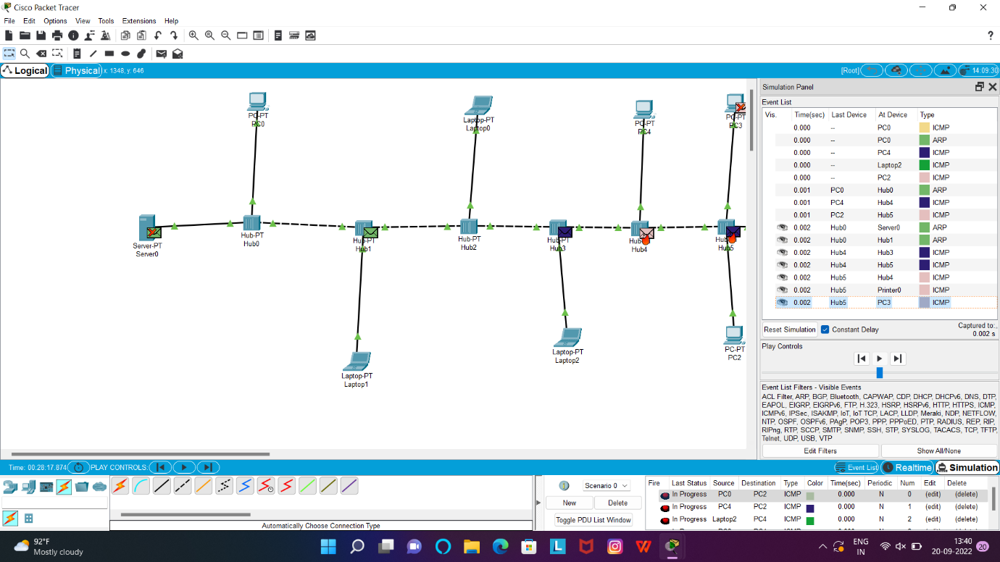 Cisco Packet Tracer
File Edit Options View Tools Extensions Help
?
Logical Physical x: 1348, y: 646 [Root] 14:09:30
PC-PT
PC0
Laptop-PT
Laptop0
PC-PT
PC4
PC-PT
PC3
Server-PT
Server0
Hub-PT
Hub0
Hub-PT
Hub1
Hub-PT
Hub2
Hub-PT
Hub3
Hub4
Hub5
Laptop-PT
Laptop1
Laptop-PT
Laptop2
PC-PT
PC2
Simulation Panel
Event List
Vis. Time(sec) Last Device At Device Type
0.000 -- PC0 ICMP
0.000 -- PC0 ARP
0.000 -- PC4 ICMP
0.000 -- Laptop2 ICMP
0.000 -- PC2 ICMP
0.001 PC0 Hub0 ARP
0.001 PC4 Hub4 ICMP
0.001 PC2 Hub5 ICMP
0.002 Hub0 Server0 ARP
0.002 Hub0 Hub1 ARP
0.002 Hub4 Hub3 ICMP
0.002 Hub4 Hub5 ICMP
0.002 Hub5 Hub4 ICMP
0.002 Hub5 Printer0 ICMP
0.002 Hub5 PC3 ICMP
Reset Simulation Constant Delay Captured to:
0.002 s
Play Controls
Event List Filters - Visible Events
ACL Filter, ARP, BGP, Bluetooth, CAPWAP, CDP, DHCP, DHCPv6, DNS, DTP,
EAPOL, EIGRP, EIGRPv6, FTP, H.323, HSRP, HSRPv6, HTTP, HTTPS, ICMP,
ICMPv6, IPSec, ISAKMP, IoT, IoT TCP, LACP, LLDP, Meraki, NDP, NETFLOW,
NTP, OSPF, OSPFv6, PAgP, POP3, PPP, PPPoED, PTP, RADIUS, REP, RIP,
RIPng, RTP, SCCP, SMTP, SNMP, SSH, STP, SYSLOG, TACACS, TCP, TFTP,
Telnet, UDP, USB, VTP
Edit Filters Show All/None
Time: 00:28:17.874 PLAY CONTROLS: Event List Realtime Simulation
Automatically Choose Connection Type
Scenario 0
New Delete
Toggle PDU List Window
Fire Last Status Source Destination Type Color Time(sec) Periodic Num Edit Delete
In Progress PC0 PC2 ICMP 0.000 N 0 (edit) (delete)
In Progress PC4 PC2 ICMP 0.000 N 1 (edit) (delete)
In Progress Laptop2 PC4 ICMP 0.000 N 2 (edit) (delete)
92°F
Mostly cloudy
ENG
IN
13:40
20-09-2022
20